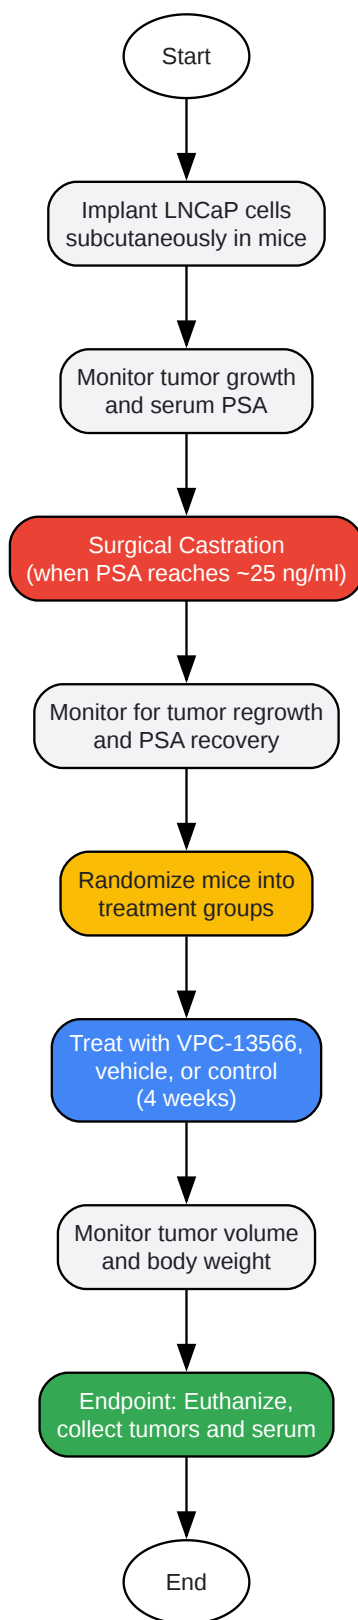 Start
Implant LNCaP cells
subcutaneously in mice
Monitor tumor growth
and serum PSA
Surgical Castration
(when PSA reaches ~25 ng/ml)
Monitor for tumor regrowth
and PSA recovery
Randomize mice into
treatment groups
Treat with VPC-13566,
vehicle, or control
(4 weeks)
Monitor tumor volume
and body weight
Endpoint: Euthanize,
collect tumors and serum
End